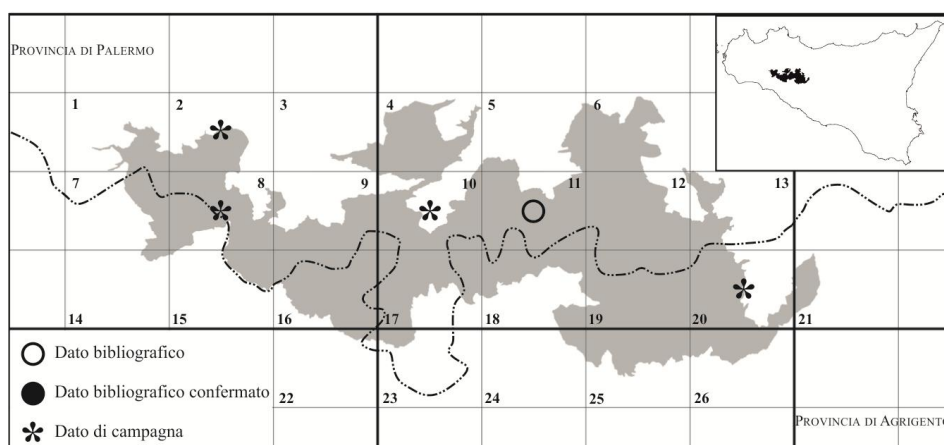 PROVINCIA DI PALERMO
1 2 3 4 5 6
7 8 9 10 11 12 13
14 15 16 17 18 19 20 21
Dato bibliografico
Dato bibliografico confermato
Dato di campagna
22 23 24 25 26
PROVINCIA DI AGRIGENTO